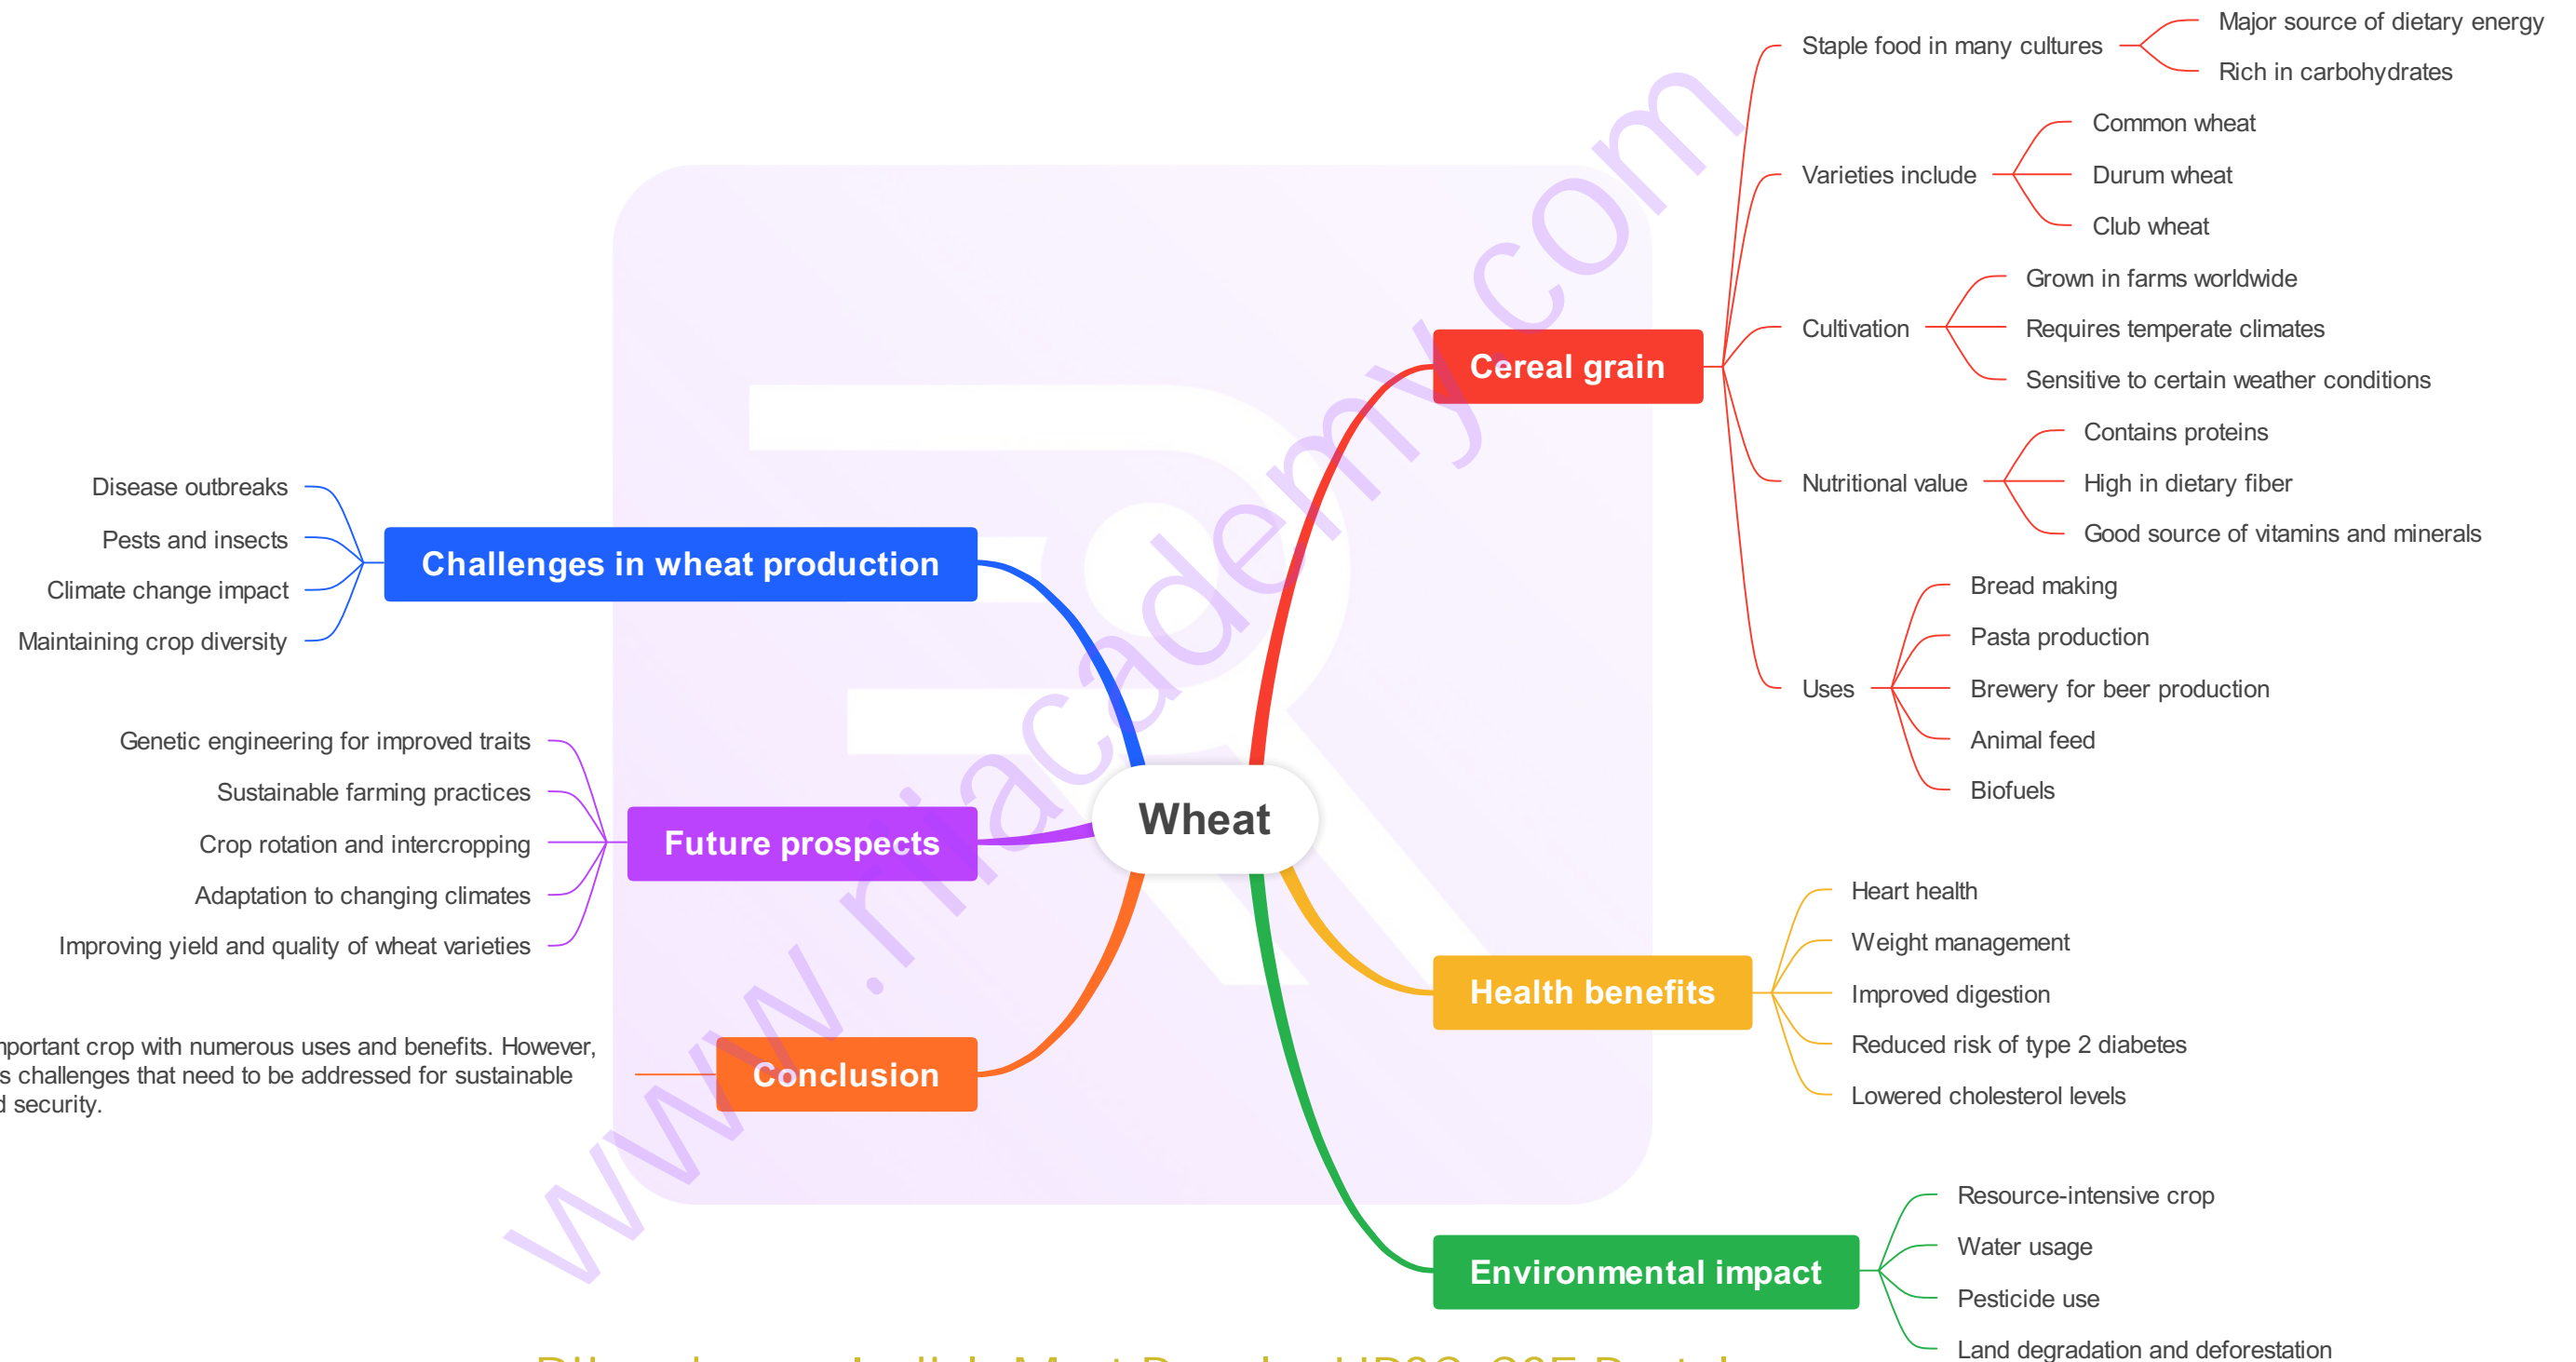 Wheat
Cereal grain
Staple food in many cultures
Major source of dietary energy
Rich in carbohydrates
Varieties include
Common wheat
Durum wheat
Club wheat
Cultivation
Grown in farms worldwide
Requires temperate climates
Sensitive to certain weather conditions
Nutritional value
Contains proteins
High in dietary fiber
Good source of vitamins and minerals
Uses
Bread making
Pasta production
Brewery for beer production
Animal feed
Biofuels
Health benefits
Heart health
Weight management
Improved digestion
Reduced risk of type 2 diabetes
Lowered cholesterol levels
Environmental impact
Resource-intensive crop
Water usage
Pesticide use
Land degradation and deforestation
Challenges in wheat production
Disease outbreaks
Pests and insects
Climate change impact
Maintaining crop diversity
Future prospects
Genetic engineering for improved traits
Sustainable farming practices
Crop rotation and intercropping
Adaptation to changing climates
Improving yield and quality of wheat varieties
Conclusion
crop with numerous uses and benefits. However,
challenges that need to be addressed for sustainable
security.